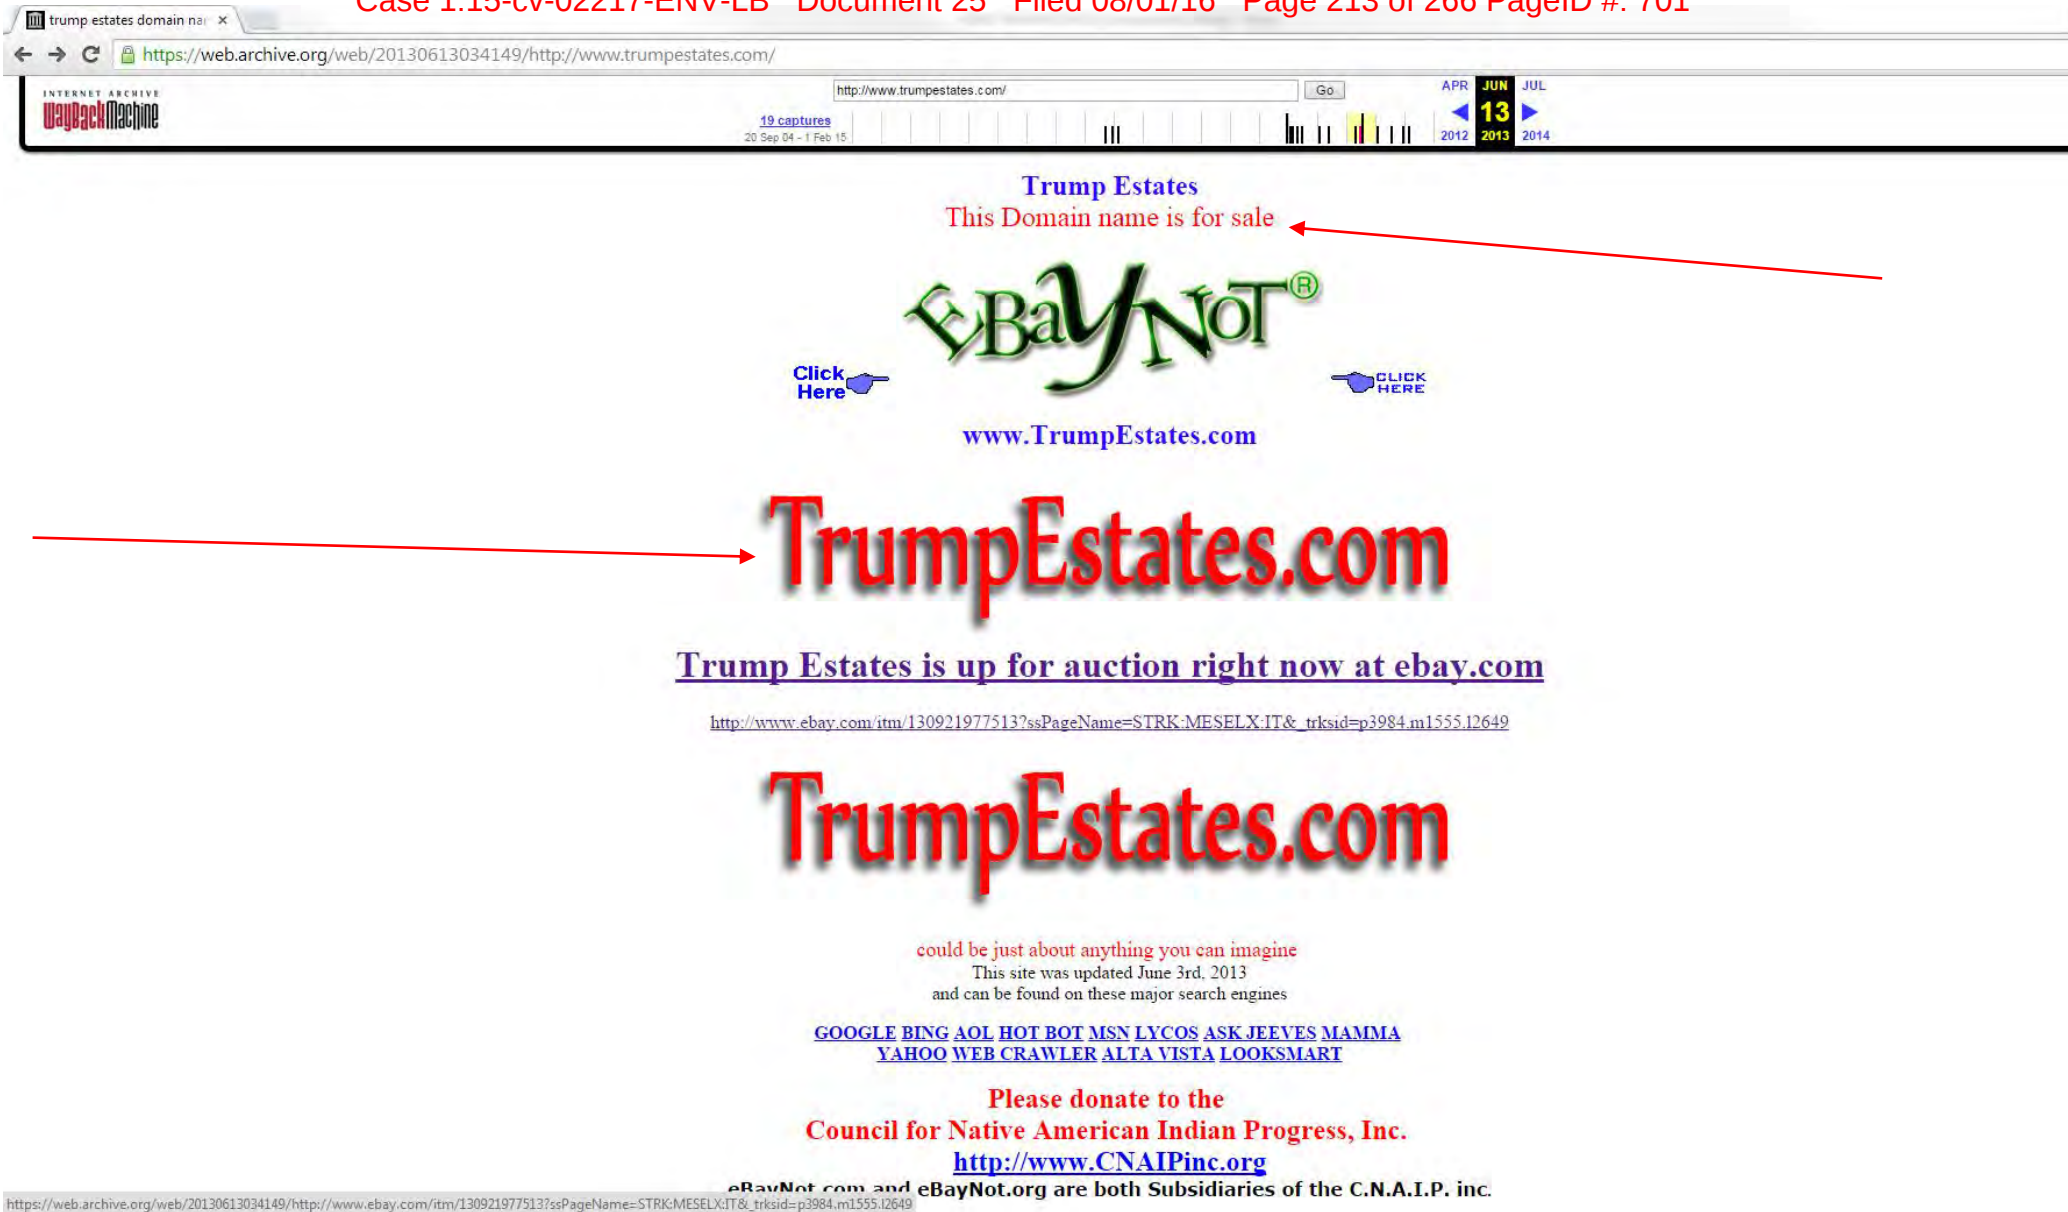 Case 1:15-cv-02217-ENV-LB Document 25 Filed 08/01/16 Page 213 of 266 PageID #: 701
trump estates domain nar ×
https://web.archive.org/web/20130613034149/http://www.trumpestates.com/
INTERNET ARCHIVE
WayBackMachine
http://www.trumpestates.com/ Go
19 captures
20 Sep 04 - 1 Feb 15
APR JUN JUL
13
2012 2013 2014
Trump Estates
This Domain name is for sale
EBayNot®
Click Here
CLICK HERE
www.TrumpEstates.com
TrumpEstates.com
Trump Estates is up for auction right now at ebay.com
http://www.ebay.com/itm/130921977513?ssPageName=STRK:MESELX:IT&_trksid=p3984.m1555.l2649
TrumpEstates.com
could be just about anything you can imagine
This site was updated June 3rd, 2013
and can be found on these major search engines
GOOGLE BING AOL HOT BOT MSN LYCOS ASK JEEVES MAMMA
YAHOO WEB CRAWLER ALTA VISTA LOOKSMART
Please donate to the
Council for Native American Indian Progress, Inc.
http://www.CNAIPinc.org
eBayNot.com and eBayNot.org are both Subsidiaries of the C.N.A.I.P. inc.
https://web.archive.org/web/20130613034149/http://www.ebay.com/itm/130921977513?ssPageName=STRK:MESELX:IT&_trksid=p3984.m1555.l2649